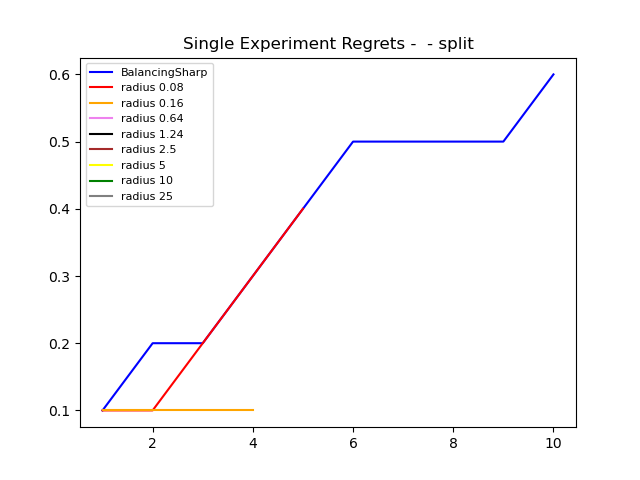 Single Experiment Regrets -  - split
BalancingSharp
radius 0.08
radius 0.16
radius 0.64
radius 1.24
radius 2.5
radius 5
radius 10
radius 25
0.6
0.5
0.4
0.3
0.2
0.1
2 4 6 8 10